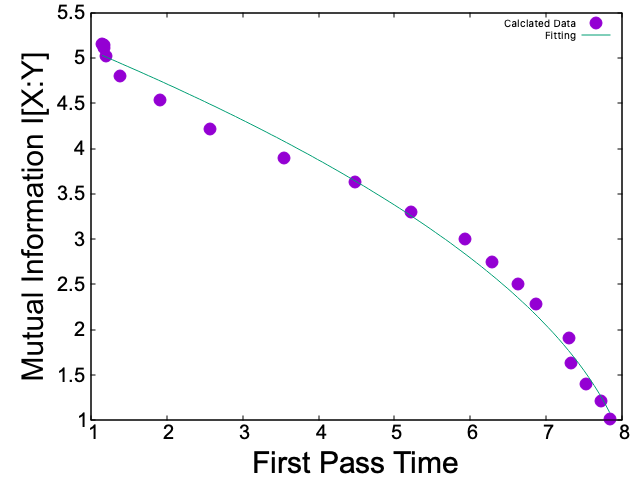 5.5
Calclated Data
Fitting
5
4.5
4
3.5
3
2.5
2
1.5
1
Mutual Information I[X:Y]
1 2 3 4 5 6 7 8
First Pass Time